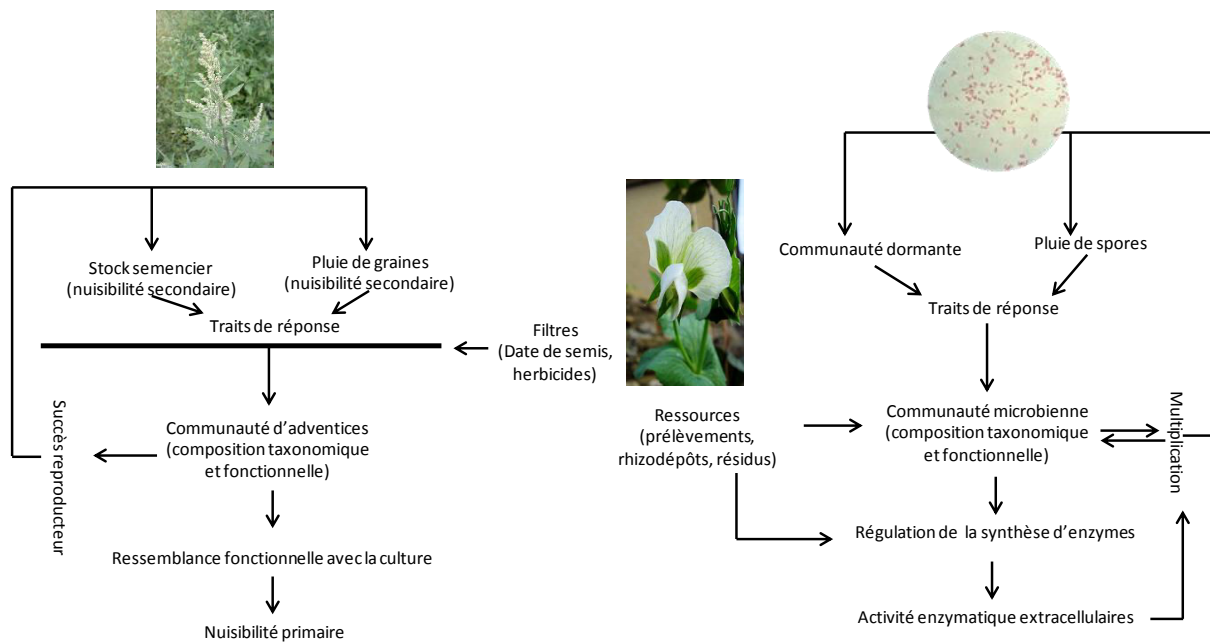 Stock semencier
(nuisibilité secondaire)
Pluie de graines
(nuisibilité secondaire)
Traits de réponse
Filtres
(Date de semis,
herbicides)
Succès reproducteur
Communauté d'adventices
(composition taxonomique
et fonctionnelle)
Ressemblance fonctionnelle avec la culture
Nuisibilité primaire
Communauté dormante
Pluie de spores
Traits de réponse
Ressources
(prélèvements,
rhizodépôts, résidus)
Communauté microbienne
(composition taxonomique
et fonctionnelle)
Multiplication
Régulation de la synthèse d'enzymes
Activité enzymatique extracellulaires